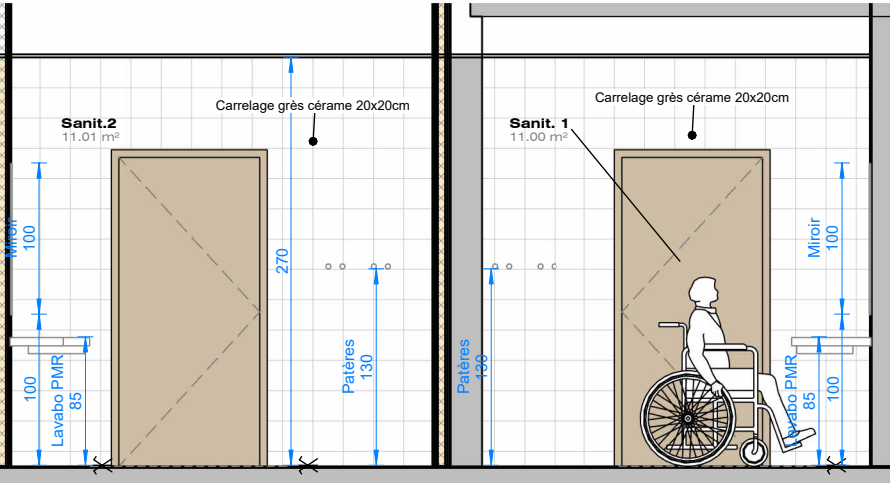 Carrelage grès cérame 20x20cm
Sanit.2
11.01 m²
Miroir
100
270
Patères
130
100
Lavabo PMR
85
Carrelage grès cérame 20x20cm
Sanit. 1
11.00 m²
Miroir
100
Patères
130
Lavabo PMR
85
100